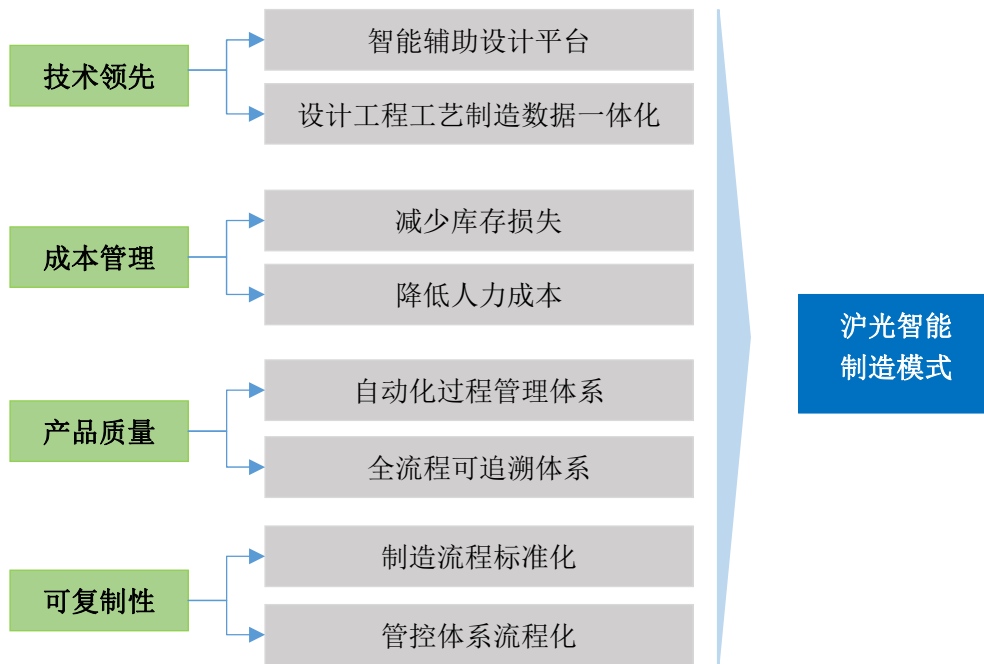 技术领先
智能辅助设计平台
设计工程工艺制造数据一体化
成本管理
减少库存损失
降低人力成本
产品质量
自动化过程管理体系
全流程可追溯体系
可复制性
制造流程标准化
管控体系流程化
沪光智能
制造模式